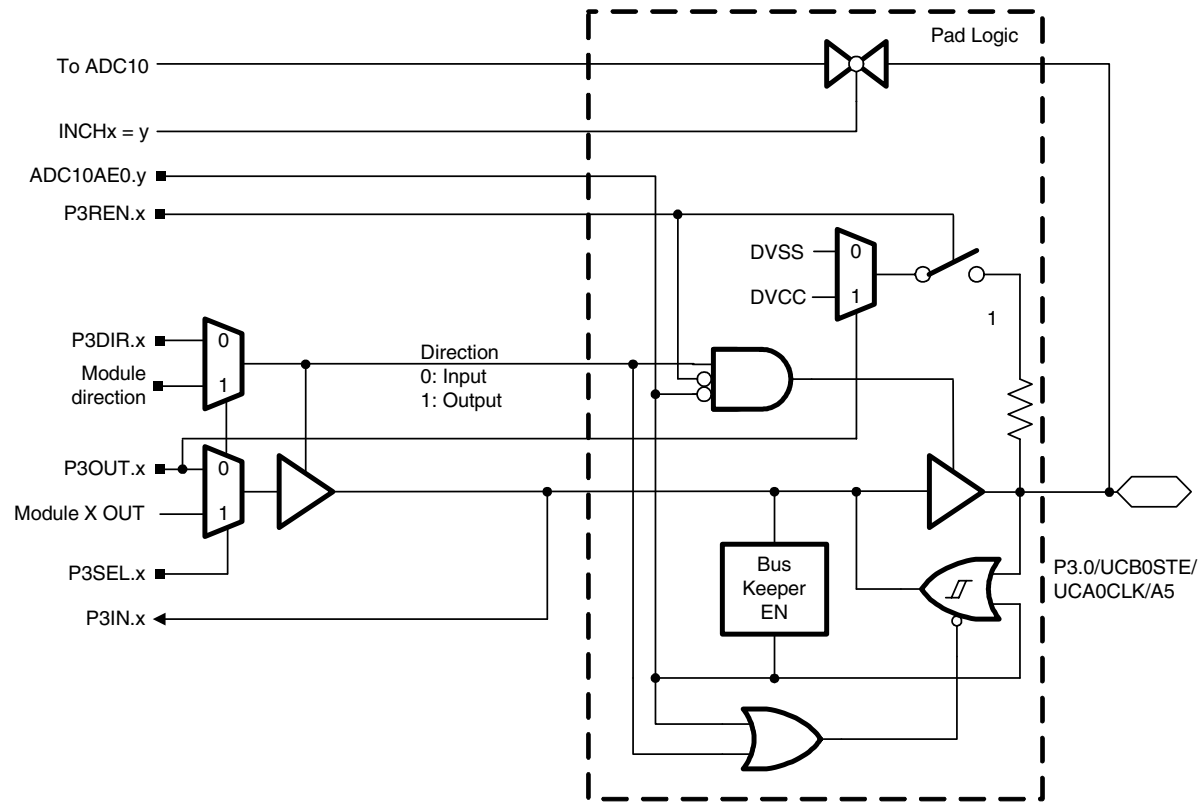 Pad Logic
To ADC10
INCHx = y
ADC10AE0.y
P3REN.x
DVSS
0
DVCC
1
1
P3DIR.x
0
Module
direction
1
Direction
0: Input
1: Output
P3OUT.x
0
Module X OUT
1
P3SEL.x
P3IN.x
Bus
Keeper
EN
P3.0/UCB0STE/
UCA0CLK/A5